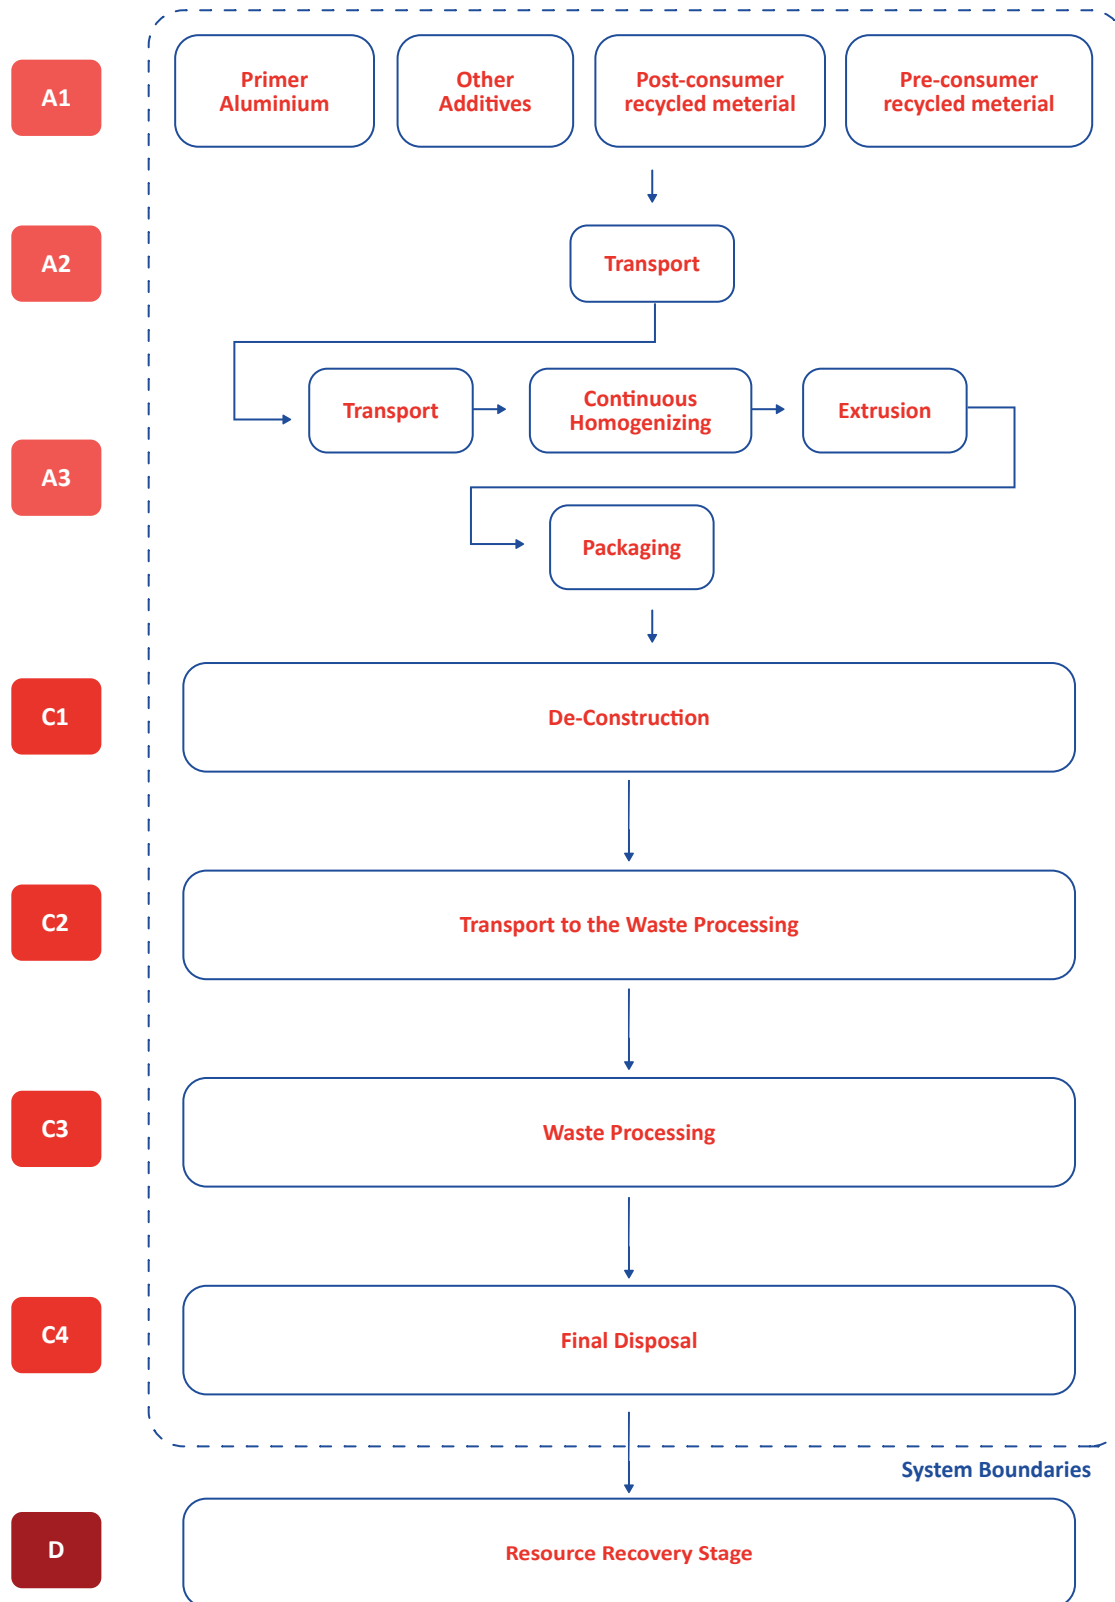 A1
Primer
Aluminium
Other
Additives
Post-consumer
recycled meterial
Pre-consumer
recycled meterial
A2
Transport
A3
Transport
Continuous
Homogenizing
Extrusion
Packaging
C1
De-Construction
C2
Transport to the Waste Processing
C3
Waste Processing
C4
Final Disposal
System Boundaries
D
Resource Recovery Stage